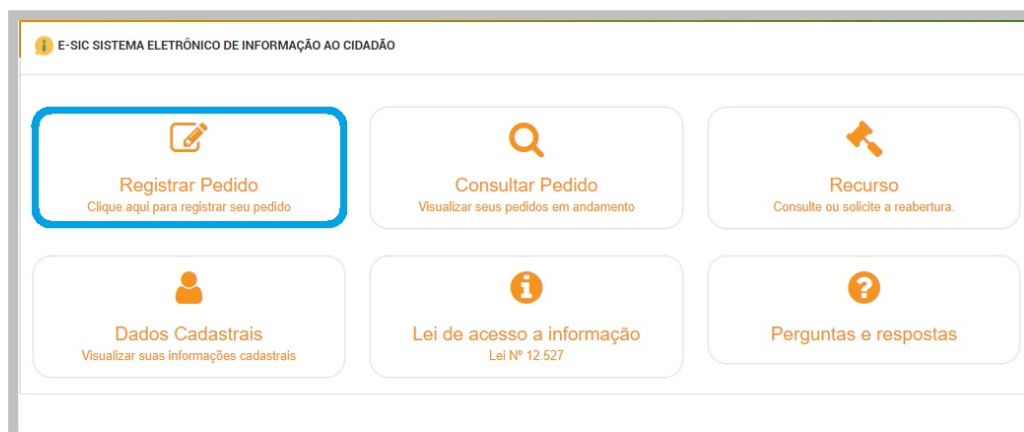 E-SIC SISTEMA ELETRÔNICO DE INFORMAÇÃO AO CIDADÃO
Registrar Pedido
Clique aqui para registrar seu pedido
Consultar Pedido
Visualizar seus pedidos em andamento
Recurso
Consulte ou solicite a reabertura.
Dados Cadastrais
Visualizar suas informações cadastrais
Lei de acesso a informação
Lei Nº 12.527
Perguntas e respostas